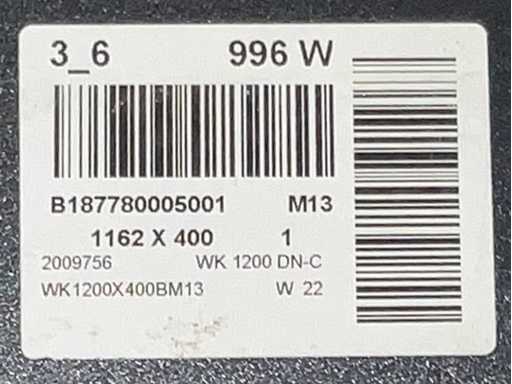 3_6 996 W
B187780005001 M13
1162 X 400 1
2009756 WK 1200 DN-C
WK1200X400BM13 W 22